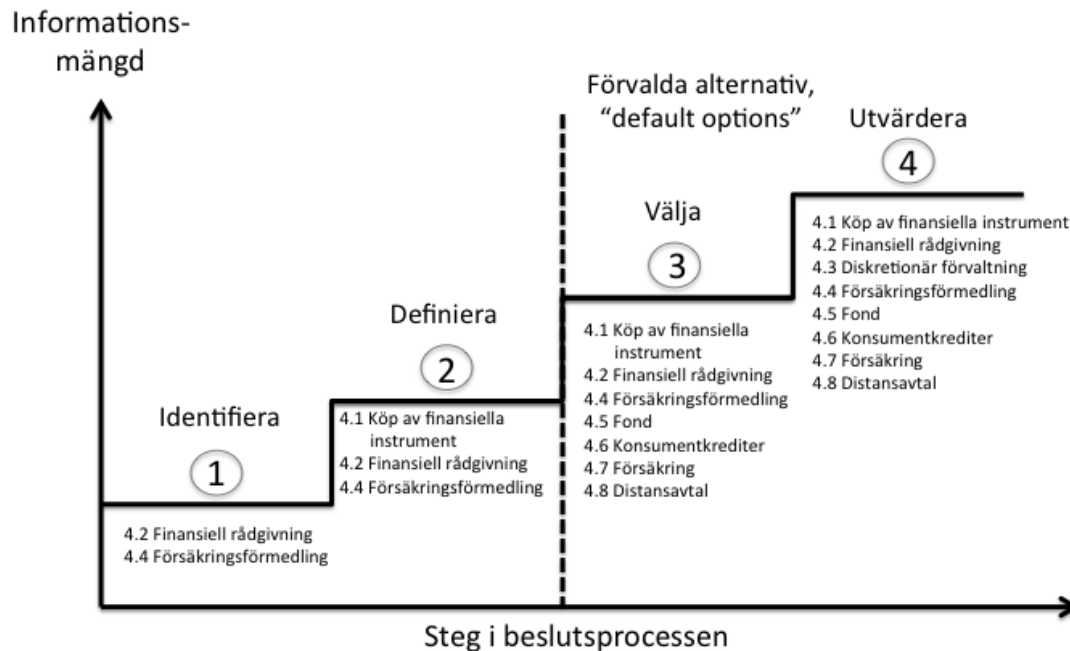 Informations-
mängd
Förvalda alternativ,
“default options”
Identifiera
1
4.2 Finansiell rådgivning
4.4 Försäkringsförmedling
Definiera
2
4.1 Köp av finansiella
instrument
4.2 Finansiell rådgivning
4.4 Försäkringsförmedling
Välja
3
4.1 Köp av finansiella
instrument
4.2 Finansiell rådgivning
4.4 Försäkringsförmedling
4.5 Fond
4.6 Konsumentkrediter
4.7 Försäkring
4.8 Distansavtal
Utvärdera
4
4.1 Köp av finansiella instrument
4.2 Finansiell rådgivning
4.3 Diskretionär förvaltning
4.4 Försäkringsförmedling
4.5 Fond
4.6 Konsumentkrediter
4.7 Försäkring
4.8 Distansavtal
Steg i beslutsprocessen